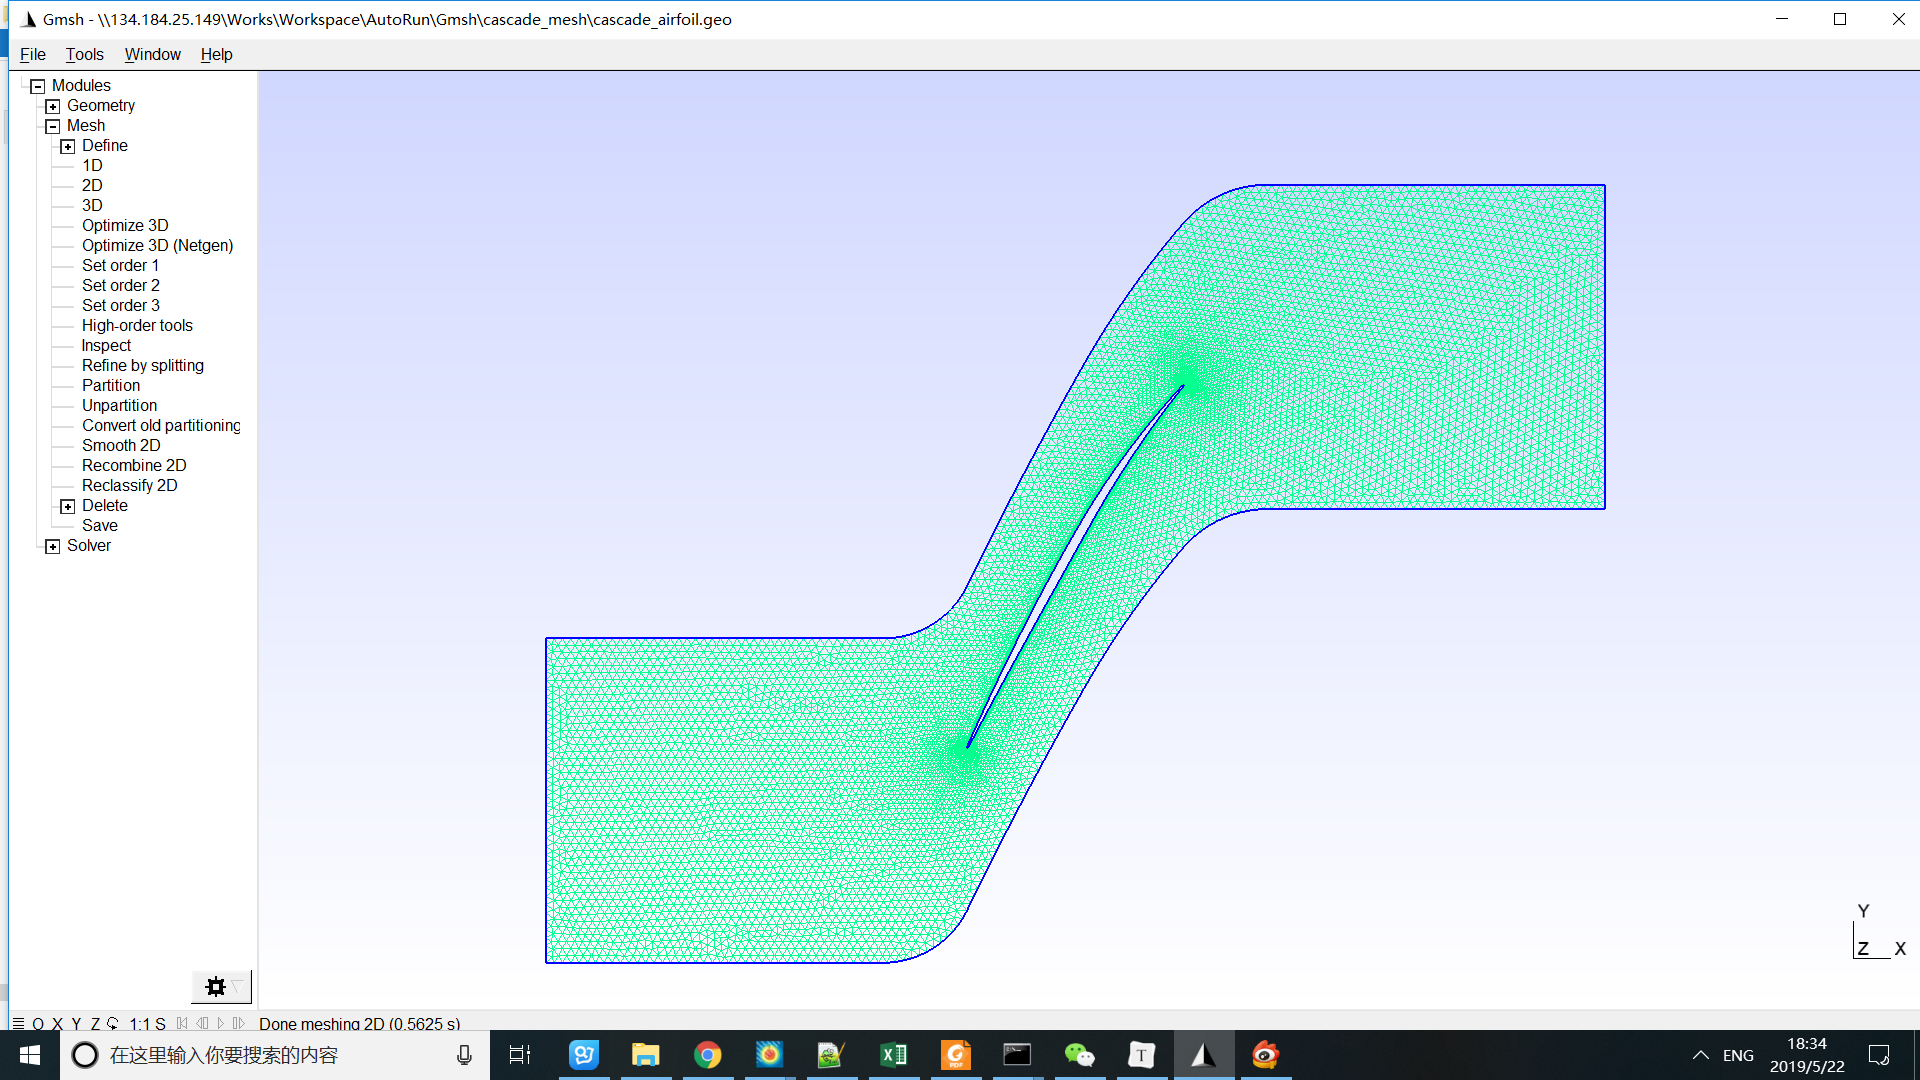 Gmsh - \\134.184.25.149\Works\Workspace\AutoRun\Gmsh\cascade_mesh\cascade_airfoil.geo
File Tools Window Help
Modules
Geometry
Mesh
Define
1D
2D
3D
Optimize 3D
Optimize 3D (Netgen)
Set order 1
Set order 2
Set order 3
High-order tools
Inspect
Refine by splitting
Partition
Unpartition
Convert old partitioning
Smooth 2D
Recombine 2D
Reclassify 2D
Delete
Save
Solver
Y
Z X
O X Y Z 1:1 S Done meshing 2D (0.5625 s)
在这里输入你要搜索的内容
PDF
T
ENG
18:34
2019/5/22